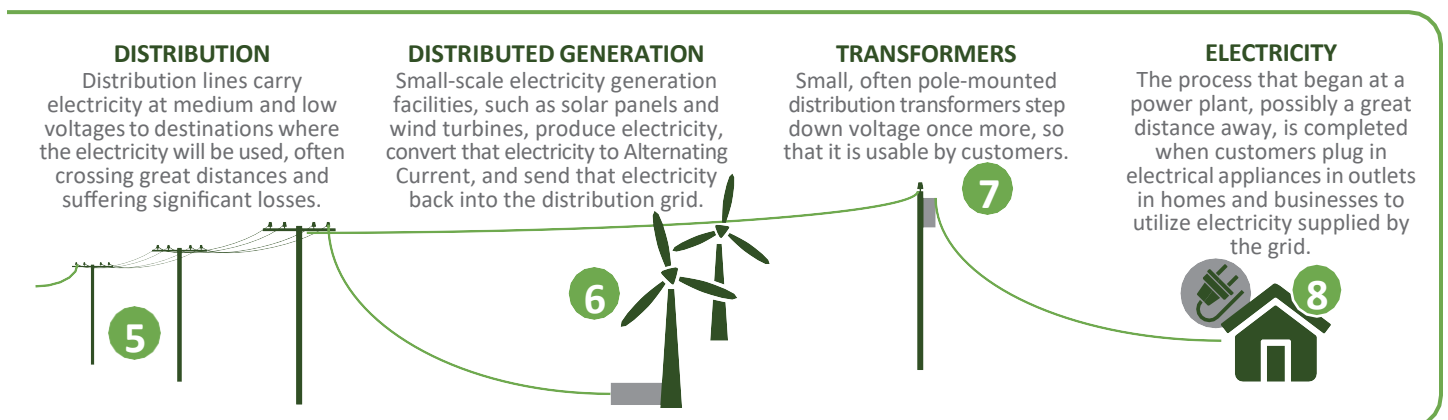 DISTRIBUTION
Distribution lines carry
electricity at medium and low
voltages to destinations where
the electricity will be used, often
crossing great distances and
suffering significant losses.
5
DISTRIBUTED GENERATION
Small-scale electricity generation
facilities, such as solar panels and
wind turbines, produce electricity,
convert that electricity to Alternating
Current, and send that electricity
back into the distribution grid.
6
TRANSFORMERS
Small, often pole-mounted
distribution transformers step
down voltage once more, so
that it is usable by customers.
7
ELECTRICITY
The process that began at a
power plant, possibly a great
distance away, is completed
when customers plug in
electrical appliances in outlets
in homes and businesses to
utilize electricity supplied by
the grid.
8